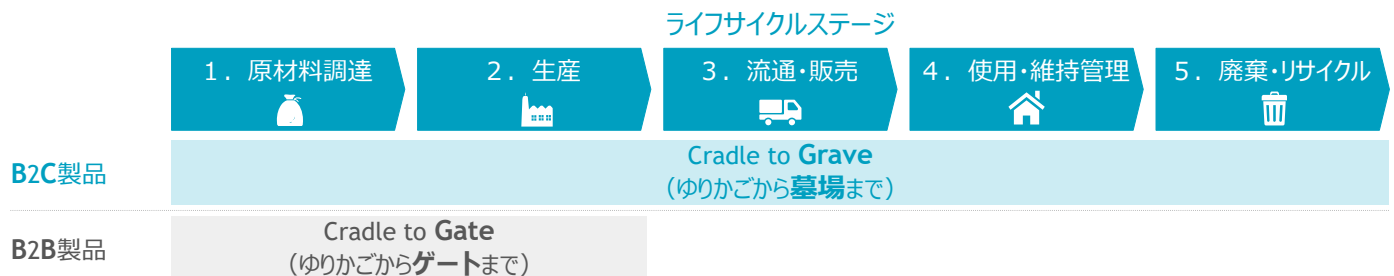 ライフサイクルステージ
1．原材料調達
2．生産
3．流通・販売
4．使用・維持管理
5．廃棄・リサイクル
B2C製品
Cradle to Grave
（ゆりかごから墓場まで）
B2B製品
Cradle to Gate
（ゆりかごからゲートまで）